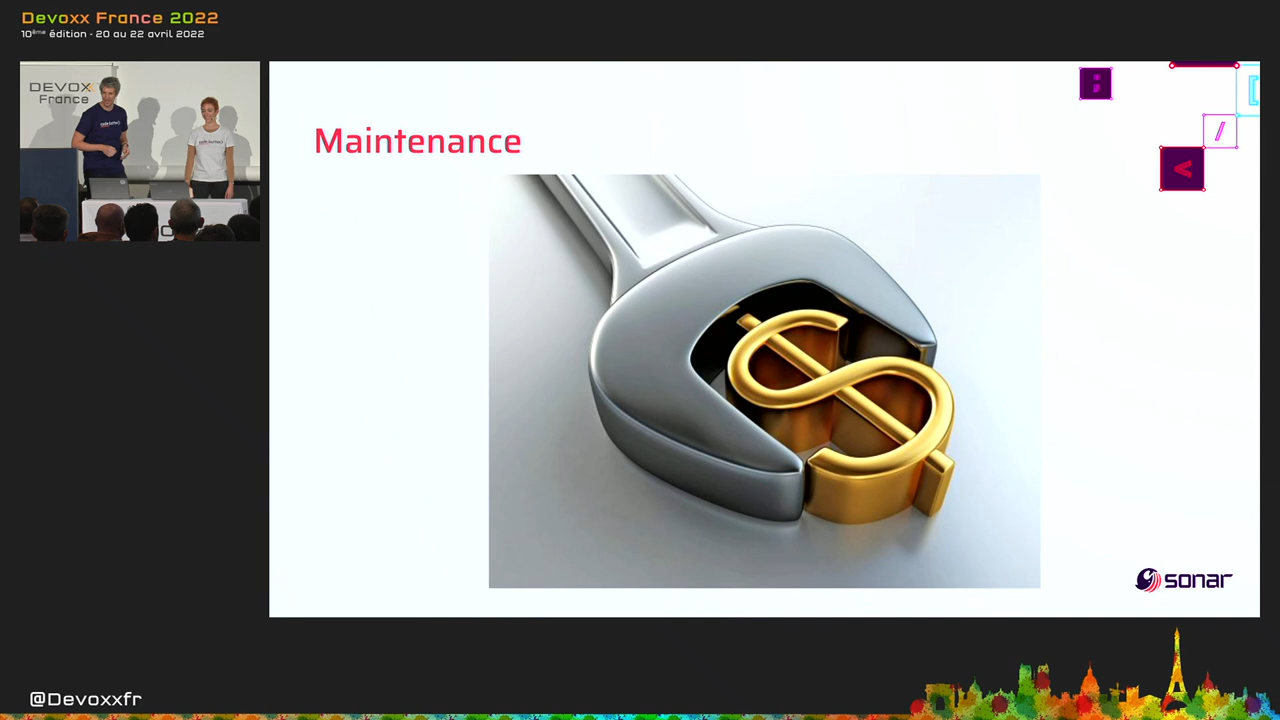 Devoxx France 2022
10ème édition - 20 au 22 avril 2022
DEVOXX
France
Maintenance
;
[
/
<
$
sonar
@Devoxxfr